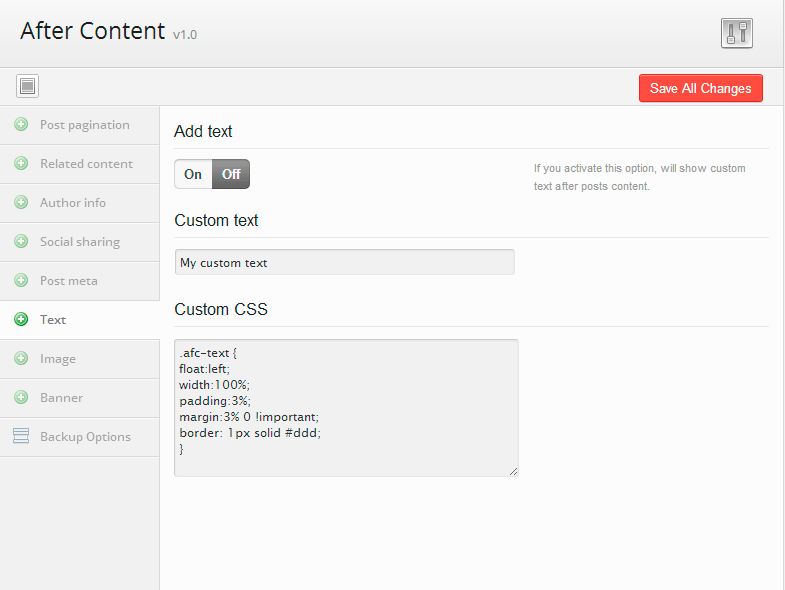 After Content v1.0
Save All Changes
Post pagination
Related content
Author info
Social sharing
Post meta
Text
Image
Banner
Backup Options
Add text
On Off
If you activate this option, will show custom
text after posts content.
Custom text
My custom text
Custom CSS
.afc-text {
float:left;
width:100%;
padding:3%;
margin:3% 0 !important;
border: 1px solid #ddd;
}